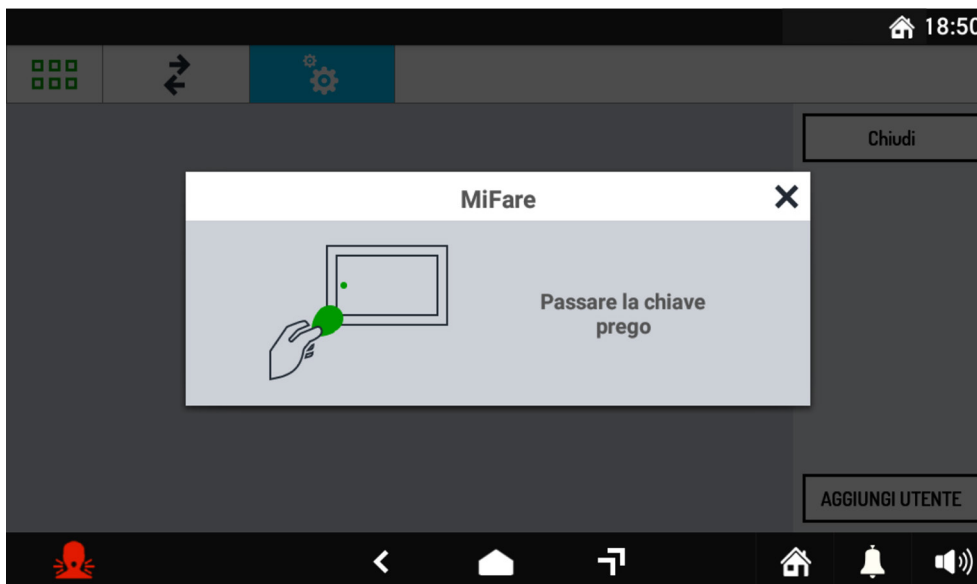 18:50
Chiudi
MiFare
Passare la chiave
prego
AGGIUNGI UTENTE